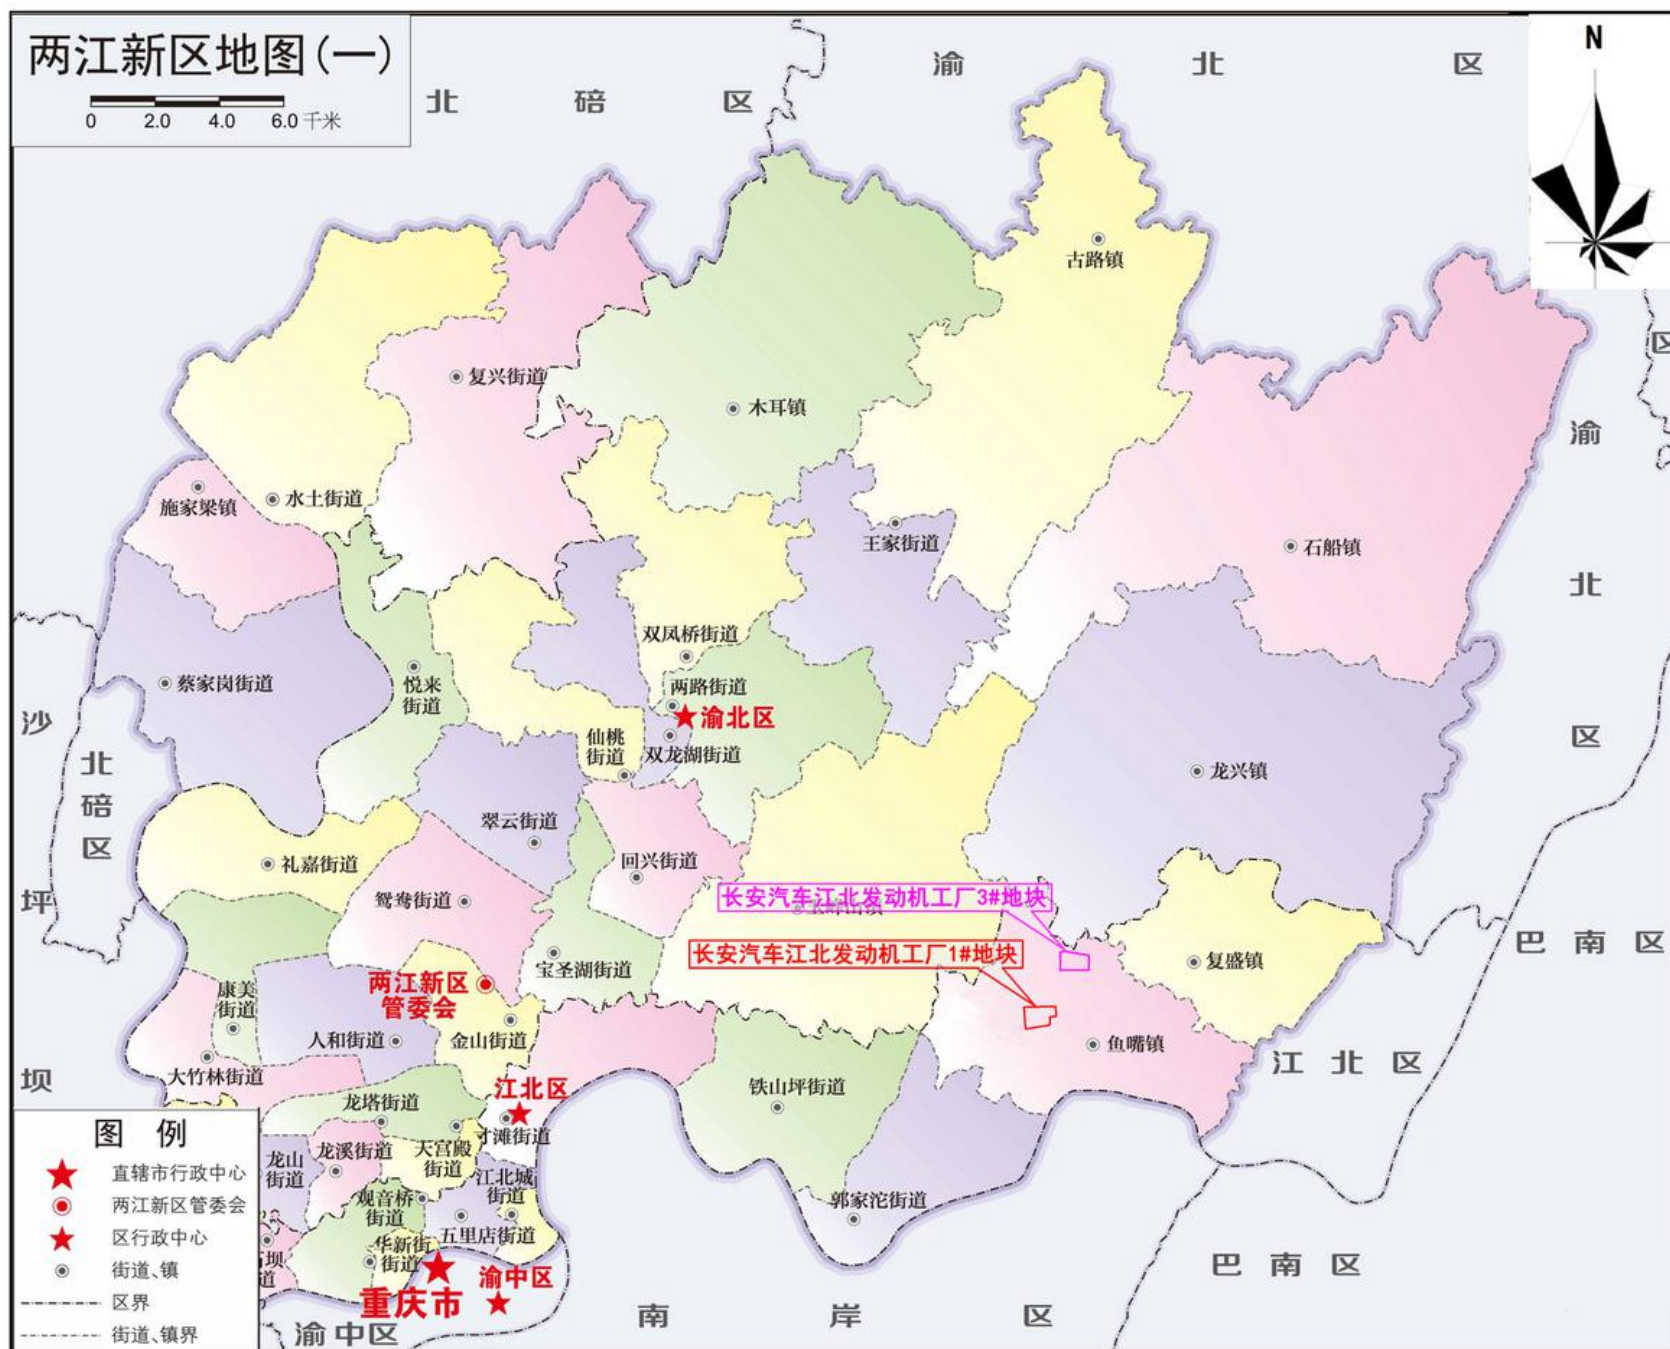 两江新区地图(一)
0 2.0 4.0 6.0 千米
N
北 碚 区
渝 北 区
古路镇
复兴街道
木耳镇
区
渝
北
区
施家梁镇
水土街道
王家街道
石船镇
双凤桥街道
蔡家岗街道
悦来
街道
两路街道
渝北区
仙桃
街道
双龙湖街道
龙兴镇
沙
坪
坝
北
碚
区
翠云街道
礼嘉街道
回兴街道
鸳鸯街道
长安汽车江北发动机工厂3#地块
长安汽车江北发动机工厂1#地块
巴 南 区
宝圣湖街道
复盛镇
两江新区
管委会
康美
街道
人和街道
金山街道
鱼嘴镇
江 北 区
大竹林街道
江北区
铁山坪街道
龙塔街道
寸滩街道
龙山
街道
龙溪街道
天宫殿
街道
江北城
街道
观音桥
街道
郭家沱街道
五里店街道
华新街
街道
坝
道
重庆市
渝中区
渝中区
南 岸 区
巴 南 区
图 例
直辖市行政中心
两江新区管委会
区行政中心
街道、镇
区界
街道、镇界